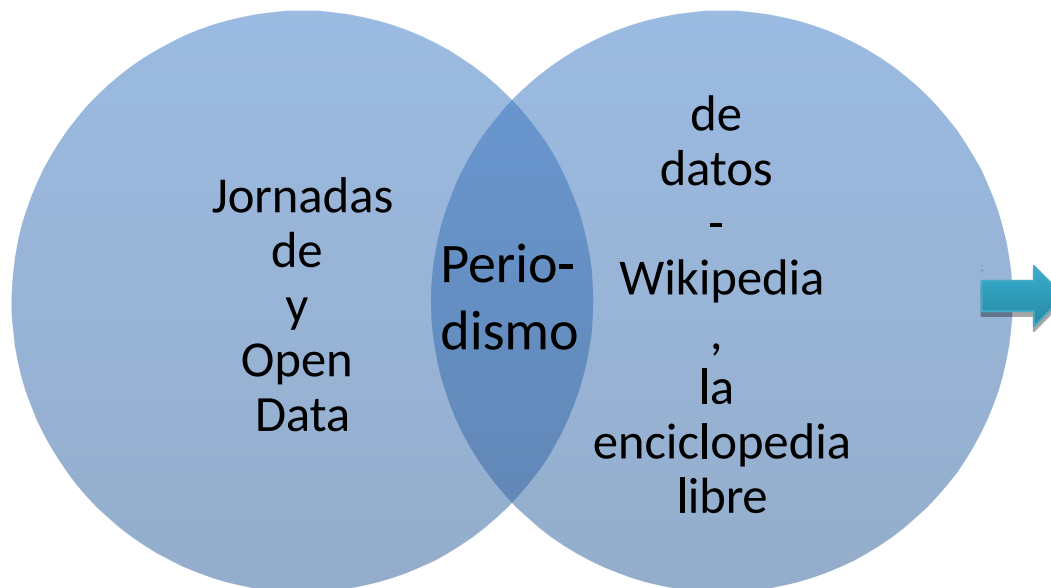 Jornadas
de
y
Open
Data
Perio-
dismo
de
datos
-
Wikipedia
,
la
enciclopedia
libre